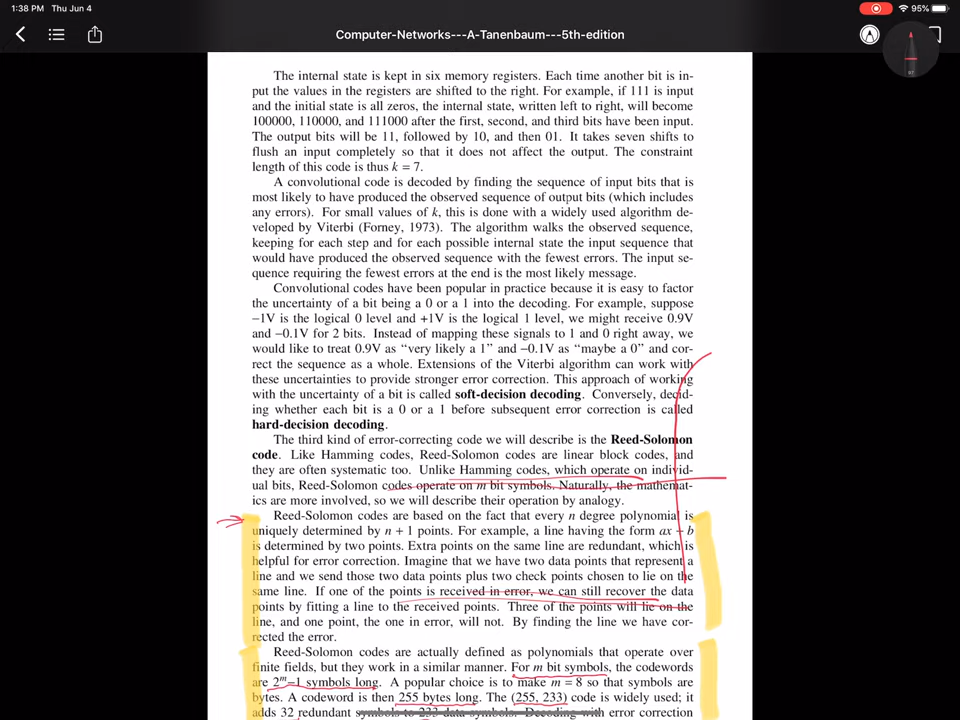 1:38 PM Thu Jun 4
95%
Computer-Networks---A-Tanenbaum---5th-edition
The internal state is kept in six memory registers. Each time another bit is in-
put the values in the registers are shifted to the right. For example, if 111 is input
and the initial state is all zeros, the internal state, written left to right, will become
100000, 110000, and 111000 after the first, second, and third bits have been input.
The output bits will be 11, followed by 10, and then 01. It takes seven shifts to
flush an input completely so that it does not affect the output. The constraint
length of this code is thus k = 7.
A convolutional code is decoded by finding the sequence of input bits that is
most likely to have produced the observed sequence of output bits (which includes
any errors). For small values of k, this is done with a widely used algorithm de-
veloped by Viterbi (Forney, 1973). The algorithm walks the observed sequence,
keeping for each step and for each possible internal state the input sequence that
would have produced the observed sequence with the fewest errors. The input se-
quence requiring the fewest errors at the end is the most likely message.
Convolutional codes have been popular in practice because it is easy to factor
the uncertainty of a bit being a 0 or a 1 into the decoding. For example, suppose
−1V is the logical 0 level and +1V is the logical 1 level, we might receive 0.9V
and −0.1V for 2 bits. Instead of mapping these signals to 1 and 0 right away, we
would like to treat 0.9V as “very likely a 1” and −0.1V as “maybe a 0” and cor-
rect the sequence as a whole. Extensions of the Viterbi algorithm can work with
these uncertainties to provide stronger error correction. This approach of working
with the uncertainty of a bit is called soft-decision decoding. Conversely, decid-
ing whether each bit is a 0 or a 1 before subsequent error correction is called
hard-decision decoding.
The third kind of error-correcting code we will describe is the Reed-Solomon
code. Like Hamming codes, Reed-Solomon codes are linear block codes, and
they are often systematic too. Unlike Hamming codes, which operate on individ-
ual bits, Reed-Solomon codes operate on m bit symbols. Naturally, the mathemat-
ics are more involved, so we will describe their operation by analogy.
Reed-Solomon codes are based on the fact that every n degree polynomial is
uniquely determined by n + 1 points. For example, a line having the form ax + b
is determined by two points. Extra points on the same line are redundant, which is
helpful for error correction. Imagine that we have two data points that represent a
line and we send those two data points plus two check points chosen to lie on the
same line. If one of the points is received in error, we can still recover the data
points by fitting a line to the received points. Three of the points will lie on the
line, and one point, the one in error, will not. By finding the line we have cor-
rected the error.
Reed-Solomon codes are actually defined as polynomials that operate over
finite fields, but they work in a similar manner. For m bit symbols, the codewords
are 2^m−1 symbols long. A popular choice is to make m = 8 so that symbols are
bytes. A codeword is then 255 bytes long. The (255, 233) code is widely used; it
adds 32 redundant symbols to 233 data symbols. Decoding with error correction